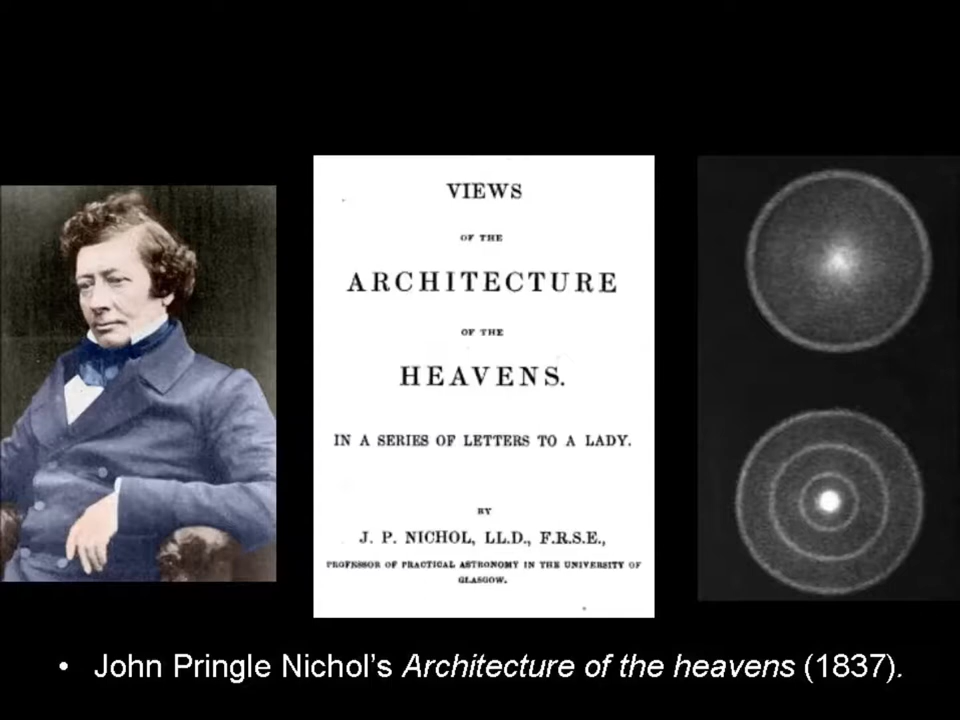 VIEWS
OF THE
ARCHITECTURE
OF THE
HEAVENS.
IN A SERIES OF LETTERS TO A LADY.
BY
J. P. NICHOL, LL.D., F.R.S.E.,
PROFESSOR OF PRACTICAL ASTRONOMY IN THE UNIVERSITY OF
GLASGOW.
• John Pringle Nichol’s Architecture of the heavens (1837).